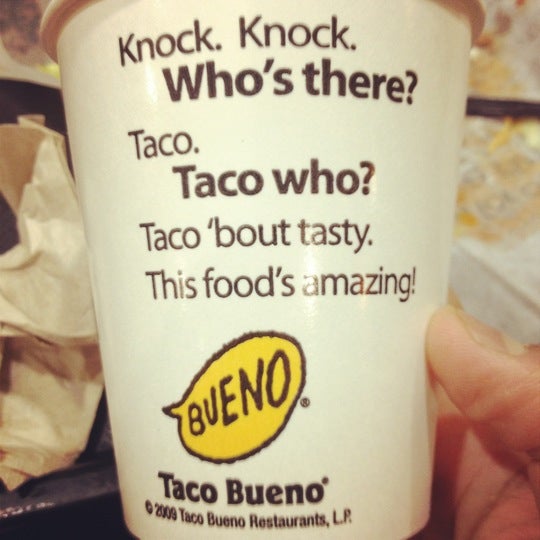 Knock. Knock.
Who's there?
Taco.
Taco who?
Taco 'bout tasty.
This food's amazing!
BUENO®
Taco Bueno®
© 2009 Taco Bueno Restaurants, L.P.